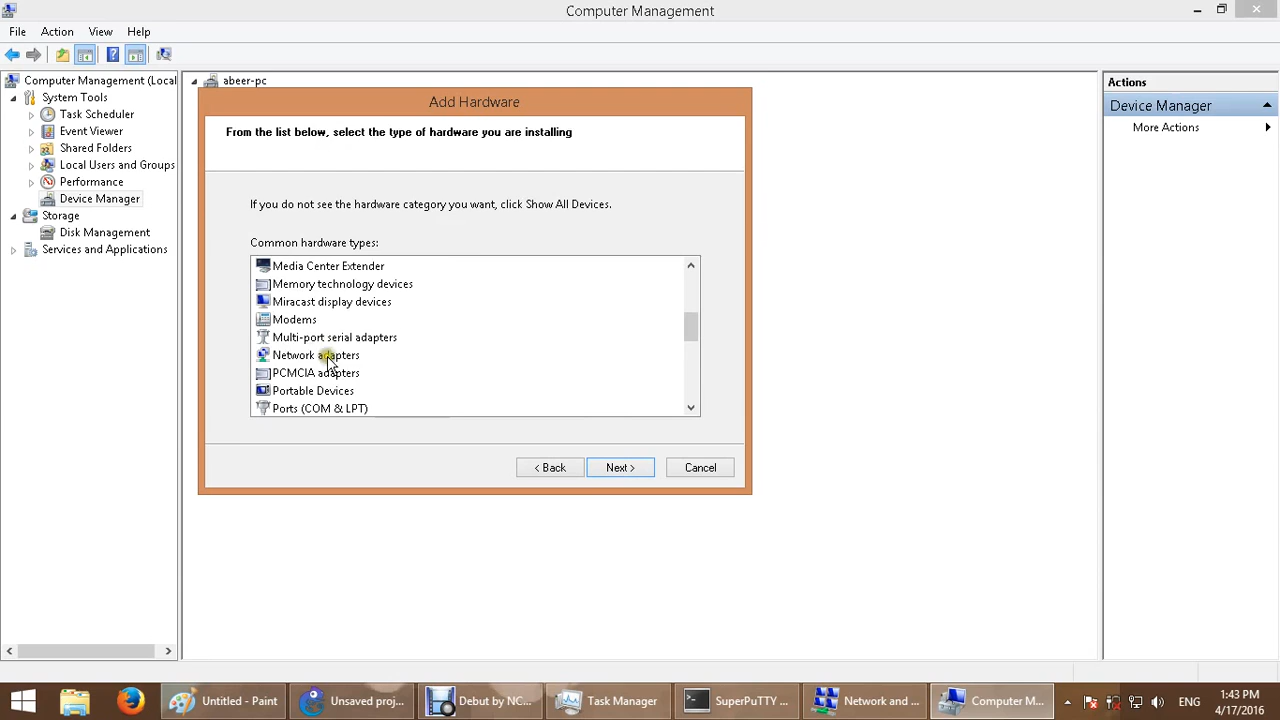 Computer Management
File Action View Help
Computer Management (Local
System Tools
Task Scheduler
Event Viewer
Shared Folders
Local Users and Groups
Performance
Device Manager
Storage
Disk Management
Services and Applications
abeer-pc
Add Hardware
From the list below, select the type of hardware you are installing
If you do not see the hardware category you want, click Show All Devices.
Common hardware types:
Media Center Extender
Memory technology devices
Miracast display devices
Modems
Multi-port serial adapters
Network adapters
PCMCIA adapters
Portable Devices
Ports (COM & LPT)
< Back Next > Cancel
Actions
Device Manager
More Actions
Untitled - Paint
Unsaved proj...
Debut by NC...
Task Manager
SuperPuTTY ...
Network and ...
Computer M...
ENG
1:43 PM
4/17/2016